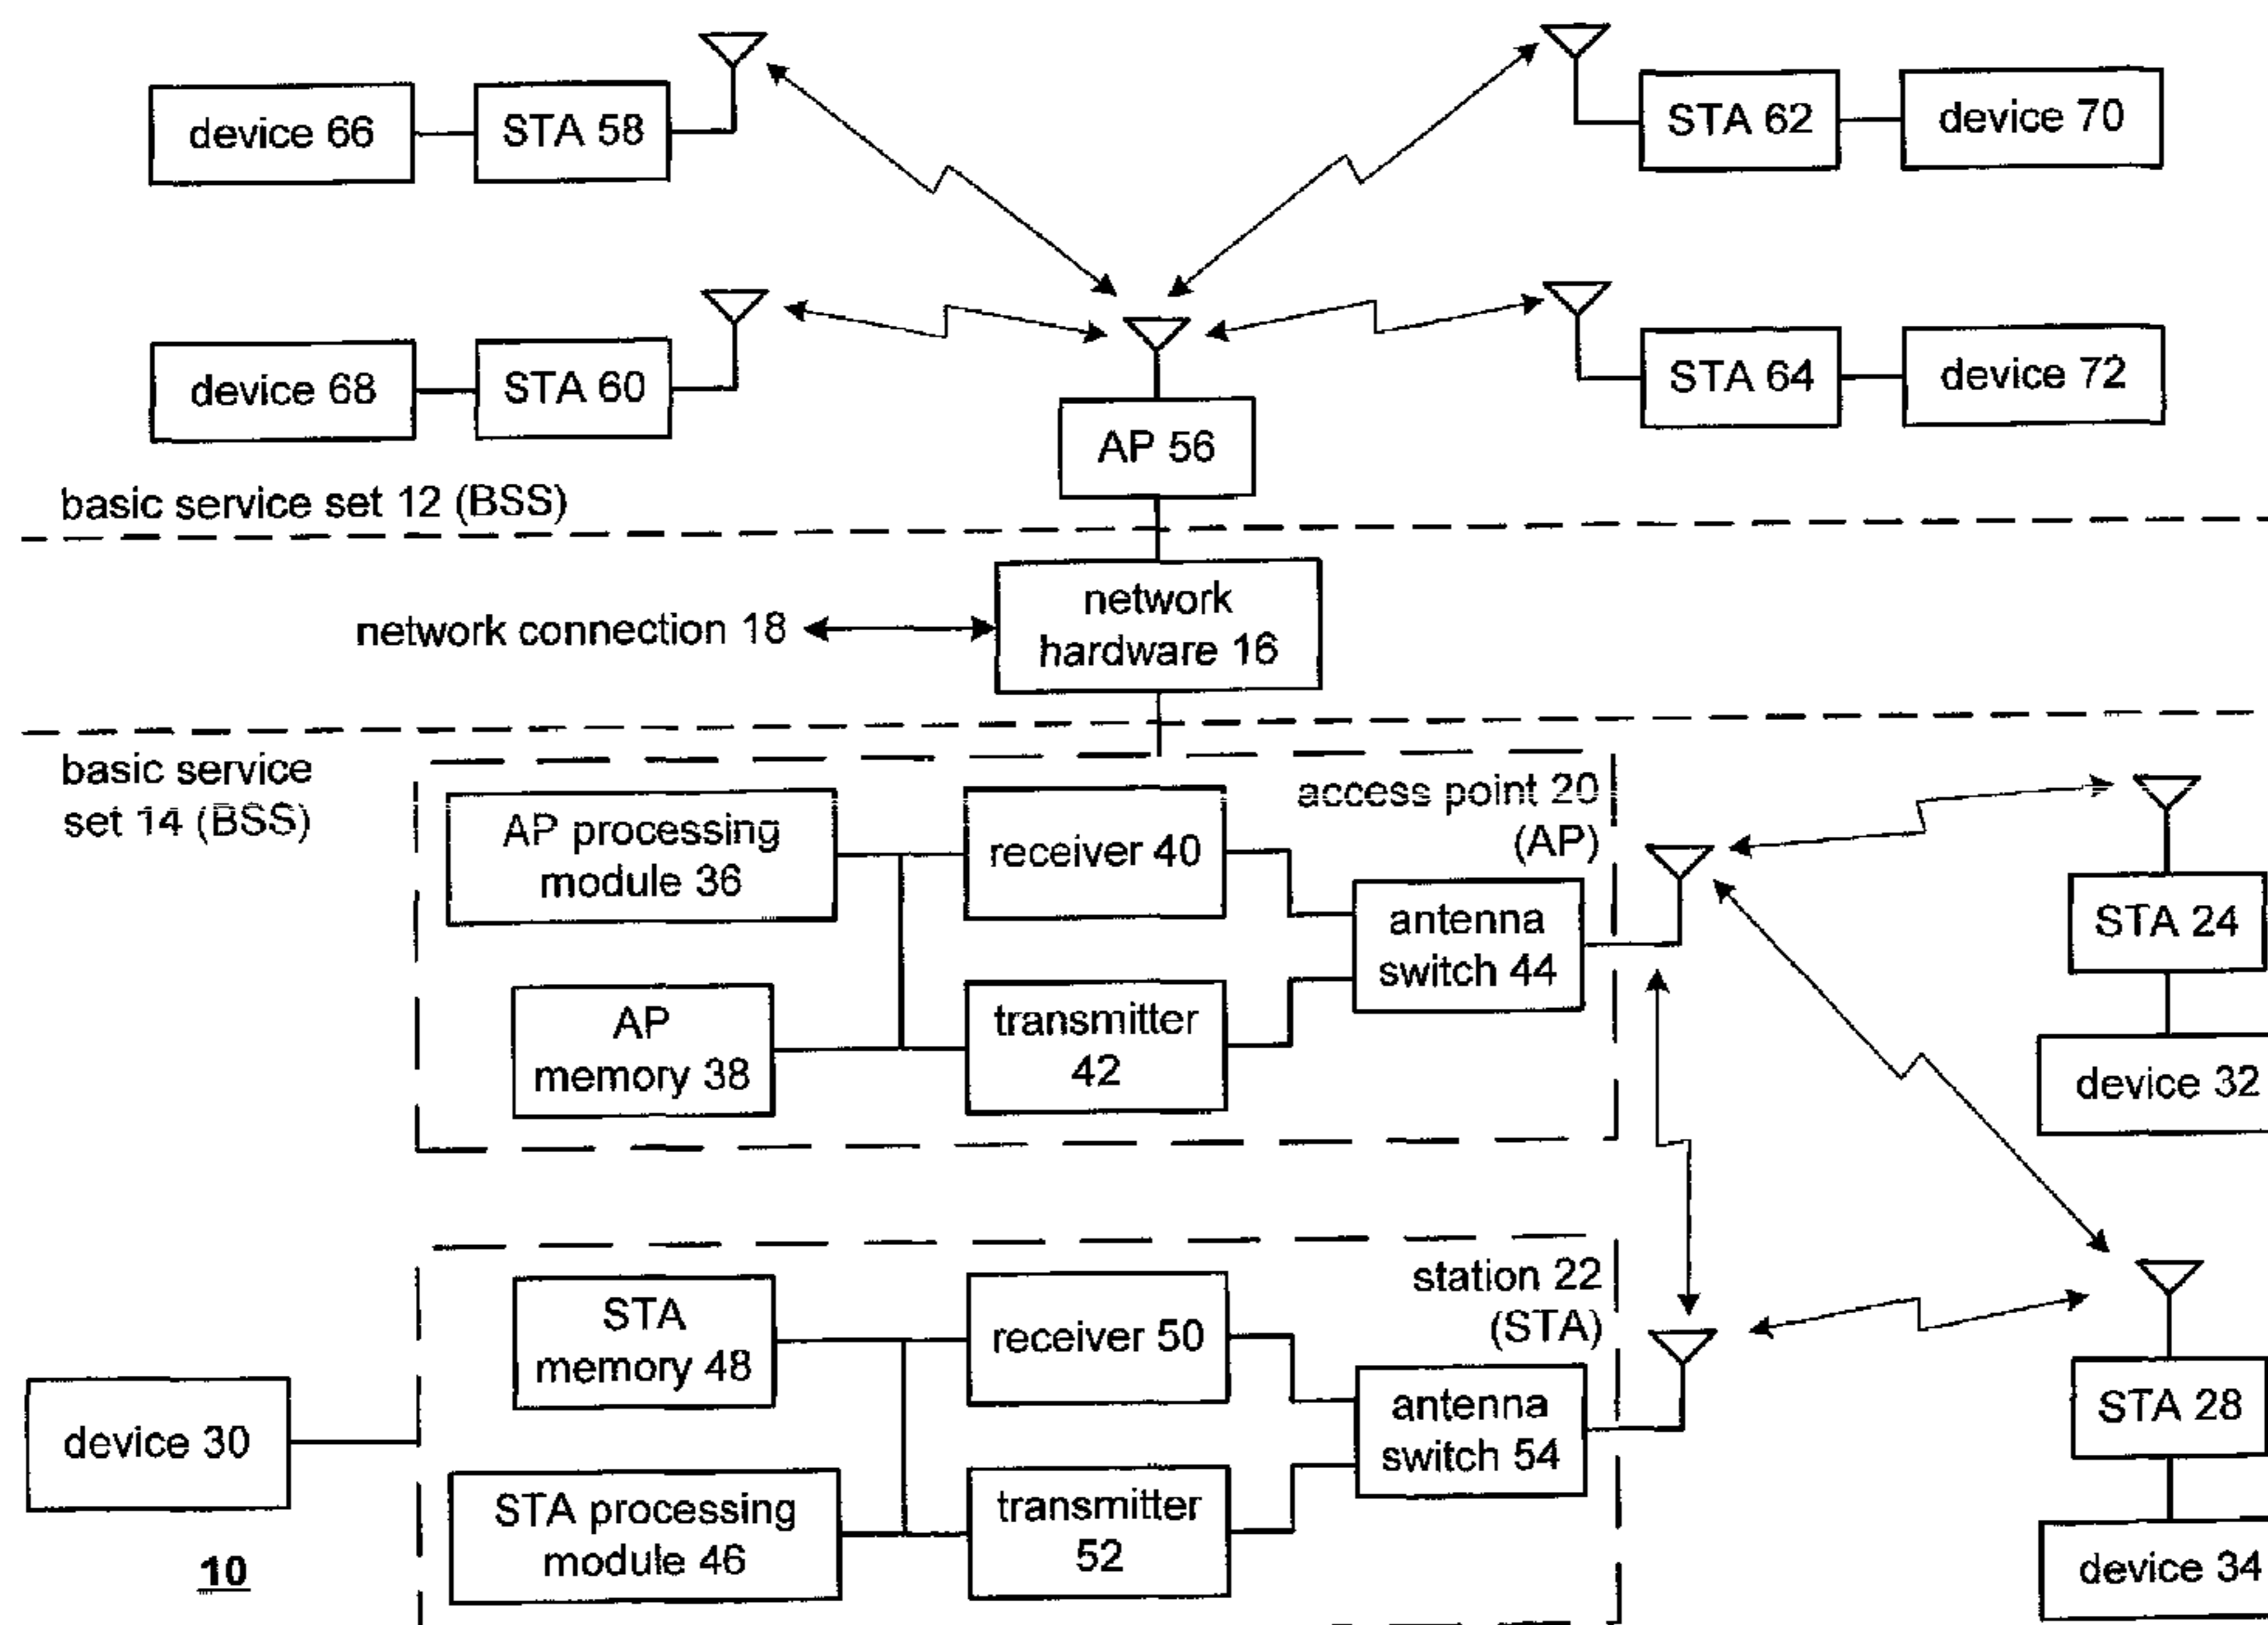 device 66
STA 58
STA 62
device 70
device 68
STA 60
STA 64
device 72
AP 56
basic service set 12 (BSS)
network
hardware 16
network connection 18
basic service
set 14 (BSS)
access point 20
(AP)
AP processing
module 36
receiver 40
antenna
switch 44
AP
memory 38
transmitter
42
STA 24
device 32
station 22
(STA)
STA
memory 48
receiver 50
antenna
switch 54
device 30
STA processing
module 46
transmitter
52
STA 28
device 34
10